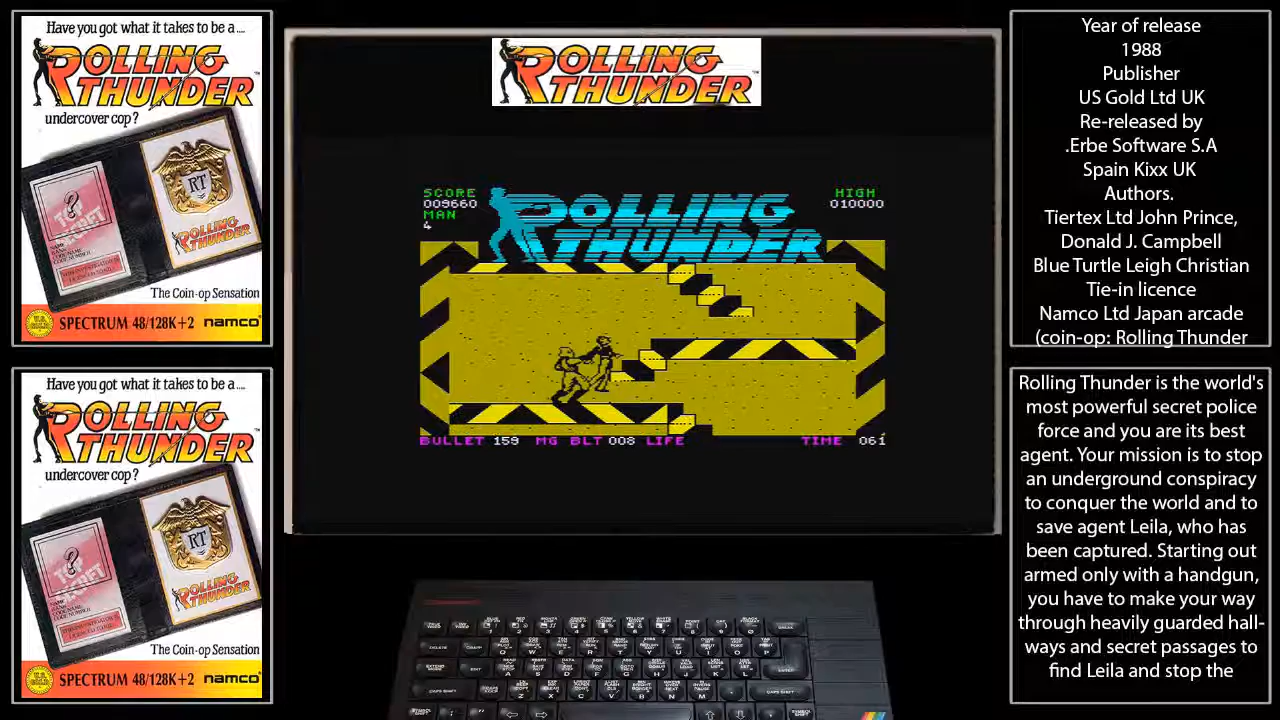 Have you got what it takes to be a ....
ROLLING
THUNDER
undercover cop?
?
TOP
RT
ROLLING
THUNDER
The Coin-op Sensation
U.S. GOLD
SPECTRUM 48/128K+2 namco
Have you got what it takes to be a ....
ROLLING
THUNDER
undercover cop?
?
TOP
RT
ROLLING
THUNDER
The Coin-op Sensation
U.S. GOLD
SPECTRUM 48/128K+2 namco
ROLLING
THUNDER
SCORE
009660
MAN
4
ROLLING
THUNDER
HIGH
010000
BULLET 159 MG BLT 008 LIFE TIME 061
Year of release
1988
Publisher
US Gold Ltd UK
Re-released by
.Erbe Software S.A
Spain Kixx UK
Authors.
Tiertex Ltd John Prince,
Donald J. Campbell
Blue Turtle Leigh Christian
Tie-in licence
Namco Ltd Japan arcade
(coin-op: Rolling Thunder
Rolling Thunder is the world's
most powerful secret police
force and you are its best
agent. Your mission is to stop
an underground conspiracy
to conquer the world and to
save agent Leila, who has
been captured. Starting out
armed only with a handgun,
you have to make your way
through heavily guarded hall-
ways and secret passages to
find Leila and stop the